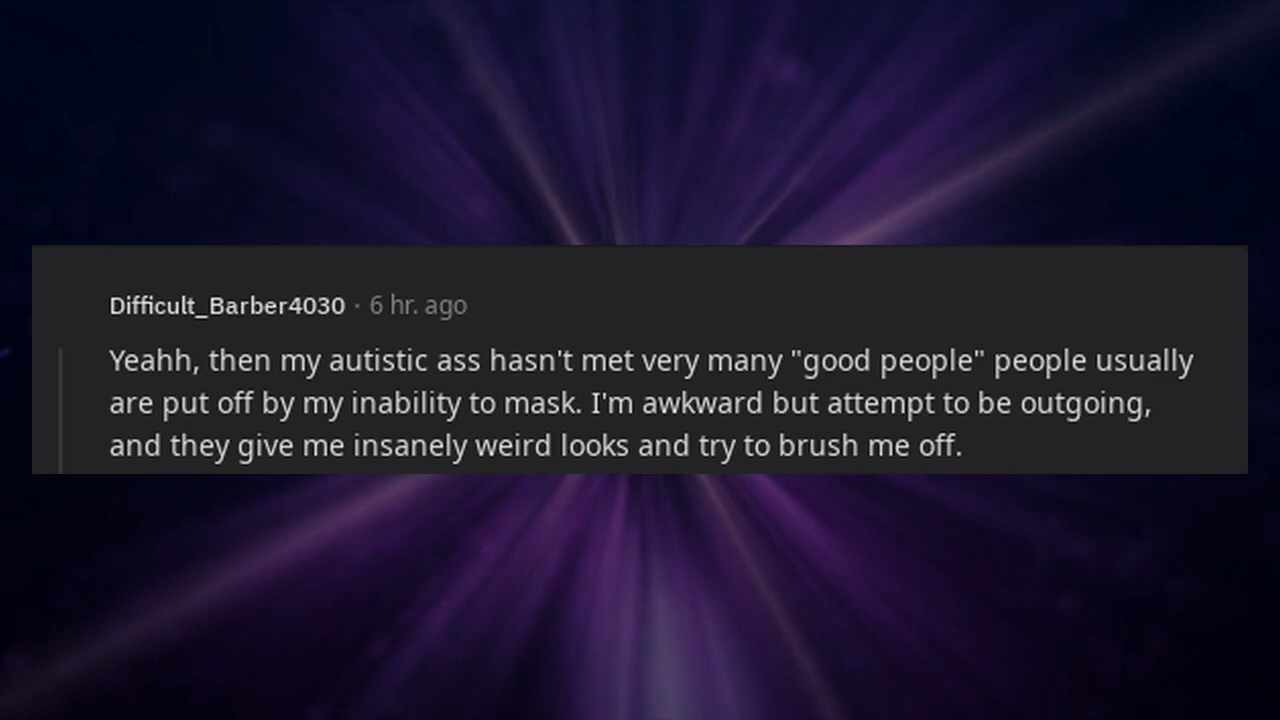 Difficult_Barber4030 · 6 hr. ago
Yeahh, then my autistic ass hasn't met very many "good people" people usually
are put off by my inability to mask. I'm awkward but attempt to be outgoing,
and they give me insanely weird looks and try to brush me off.